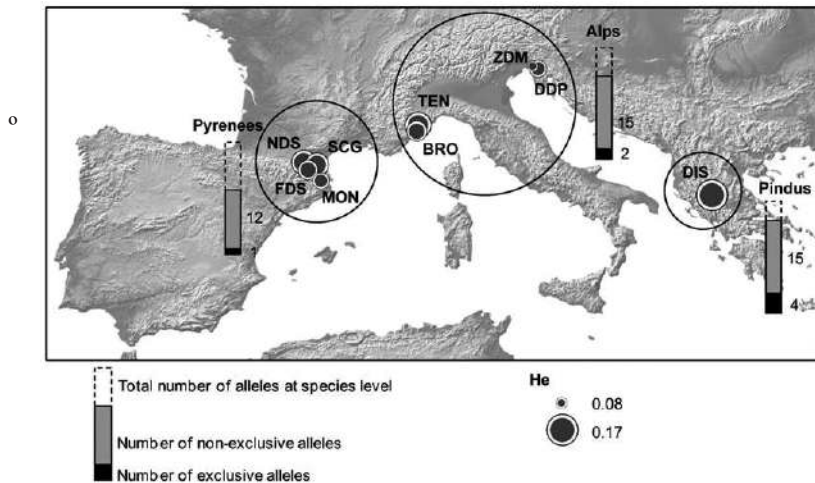 o
Alps
ZDM
DDP
TEN
BRO
15
2
Pyrenees
NDS SCG
FDS
MON
12
1
DIS
Pindus
15
4
Total number of alleles at species level
Number of non-exclusive alleles
Number of exclusive alleles
He
0.08
0.17